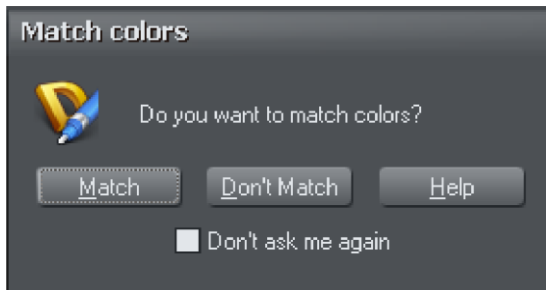 Match colors
Do you want to match colors?
Match Don't Match Help
Don't ask me again